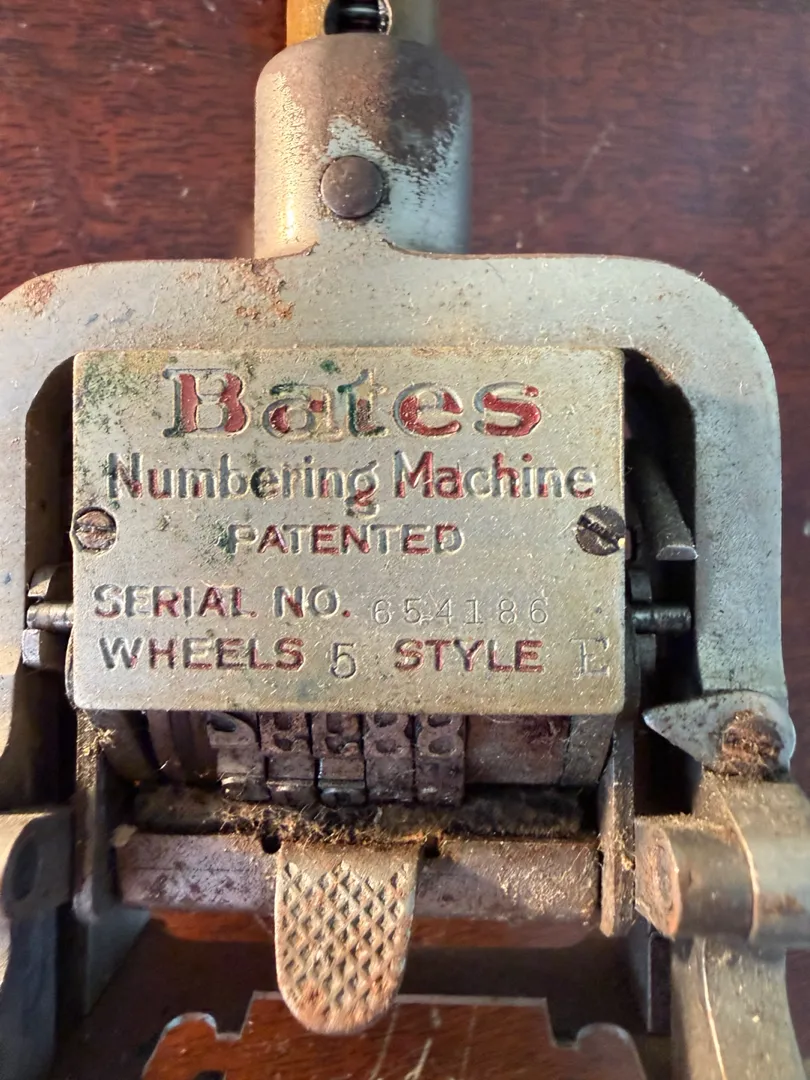 Bates
Numbering Machine
PATENTED
SERIAL NO. 654186
WHEELS 5 STYLE E